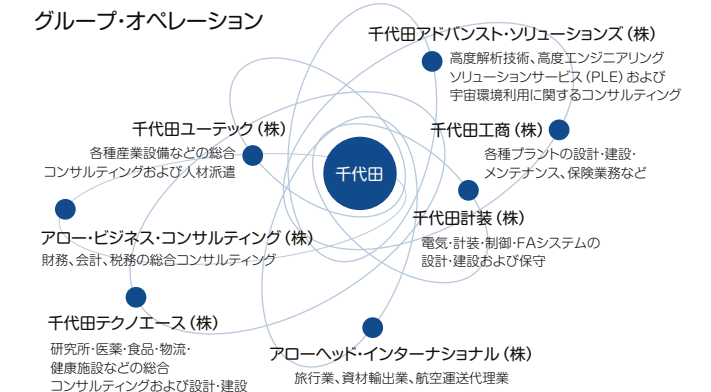 グループ・オペレーション
千代田アドバンスト・ソリューションズ（株）
高度解析技術、高度エンジニアリング
ソリューションサービス（PLE）および
宇宙環境利用に関するコンサルティング
千代田ユーテック（株）
各種産業設備などの総合
コンサルティングおよび人材派遣
千代田工商（株）
各種プラントの設計・建設・
メンテナンス、保険業務など
千代田
千代田計装（株）
電気・計装・制御・FAシステムの
設計・建設および保守
アロー・ビジネス・コンサルティング（株）
財務、会計、税務の総合コンサルティング
千代田テクノエース（株）
研究所・医薬・食品・物流・
健康施設などの総合
コンサルティングおよび設計・建設
アローヘッド・インターナショナル（株）
旅行業、資材輸出業、航空運送代理業